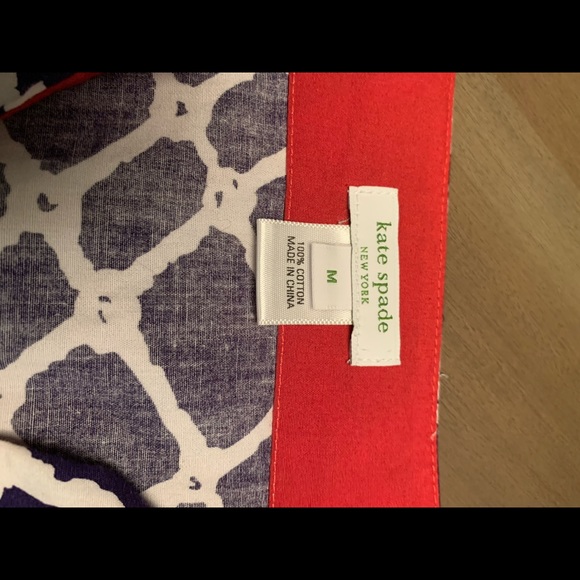 kate spade
NEW YORK
M
100% COTTON
MADE IN CHINA